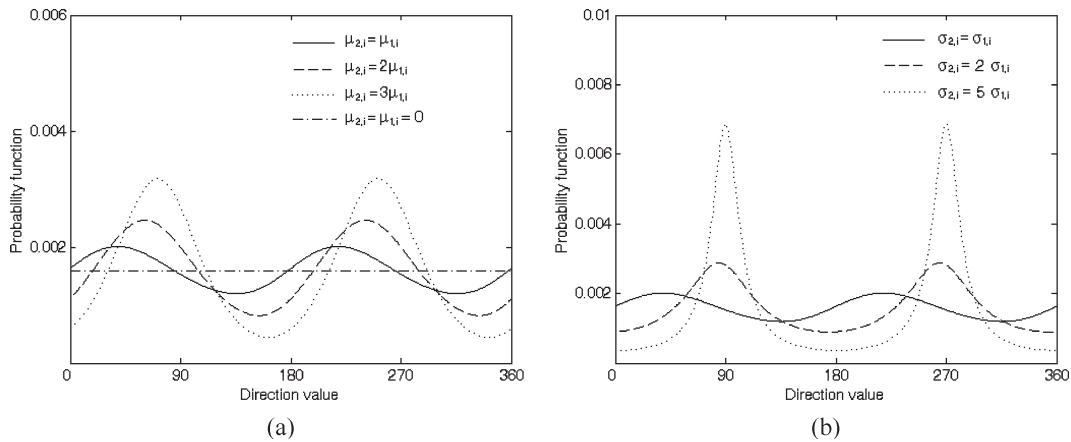 0.006
0.004
0.002
0 90 180 270 360
Probability function
Direction value
μ2,i = μ1,i
μ2,i = 2μ1,i
μ2,i = 3μ1,i
μ2,i = μ1,i = 0
(a)
0.01
0.008
0.006
0.004
0.002
0 90 180 270 360
Probability function
Direction value
σ2,i = σ1,i
σ2,i = 2 σ1,i
σ2,i = 5 σ1,i
(b)